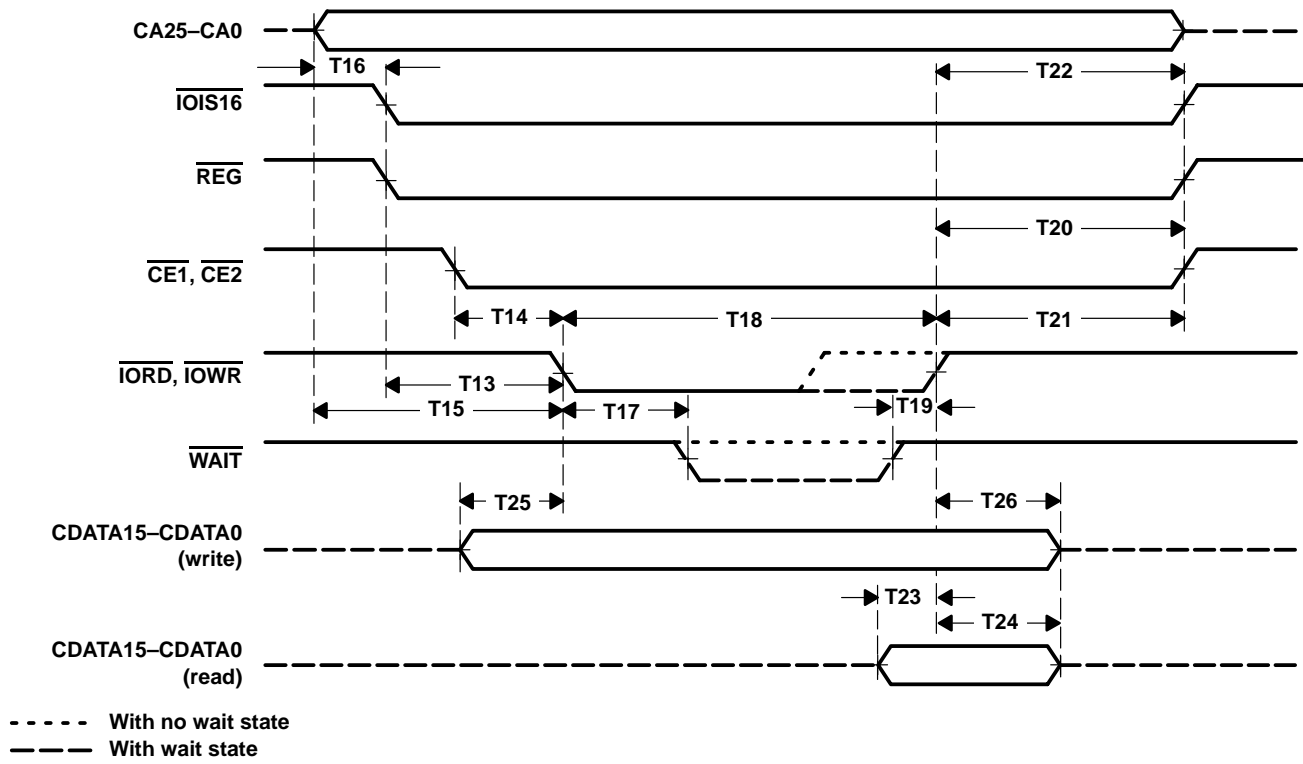 CA25–CA0
T16
T22
IOIS16
REG
T20
CE1, CE2
T14
T18
T21
IORD, IOWR
T13
T19
T15
T17
WAIT
T25
T26
CDATA15–CDATA0
(write)
T23
T24
CDATA15–CDATA0
(read)
With no wait state
With wait state